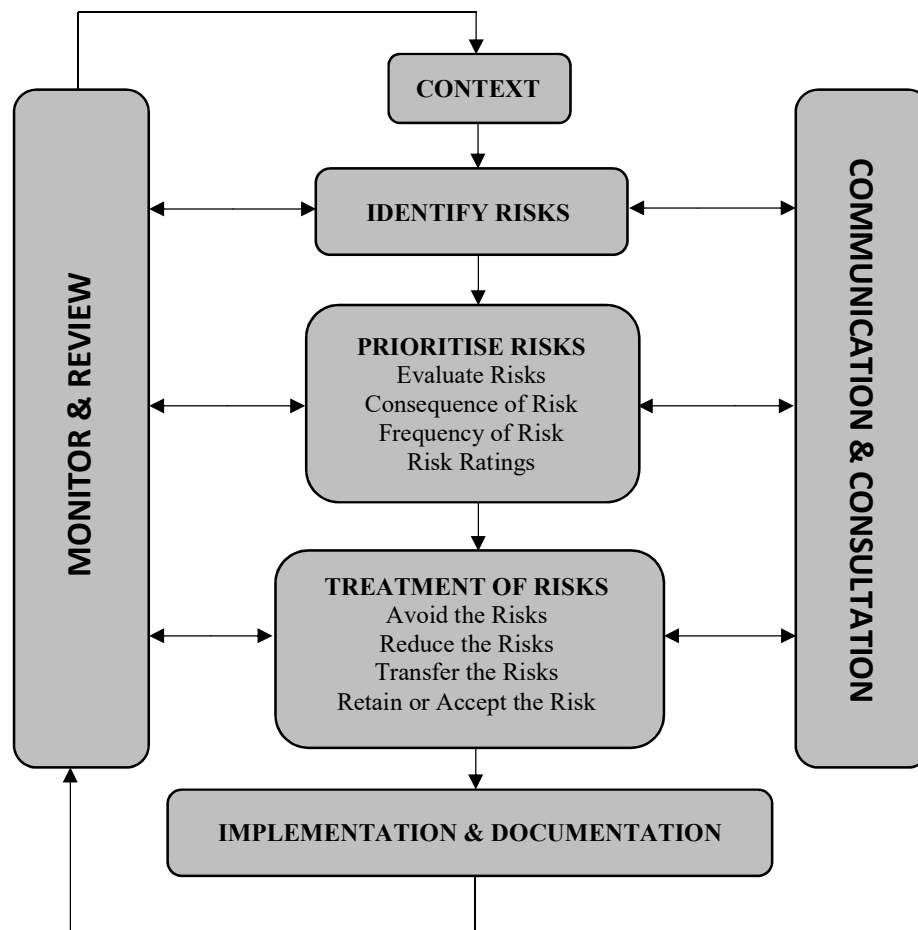 CONTEXT
IDENTIFY RISKS
MONITOR & REVIEW
COMMUNICATION & CONSULTATION
PRIORITISE RISKS
Evaluate Risks
Consequence of Risk
Frequency of Risk
Risk Ratings
TREATMENT OF RISKS
Avoid the Risks
Reduce the Risks
Transfer the Risks
Retain or Accept the Risk
IMPLEMENTATION & DOCUMENTATION